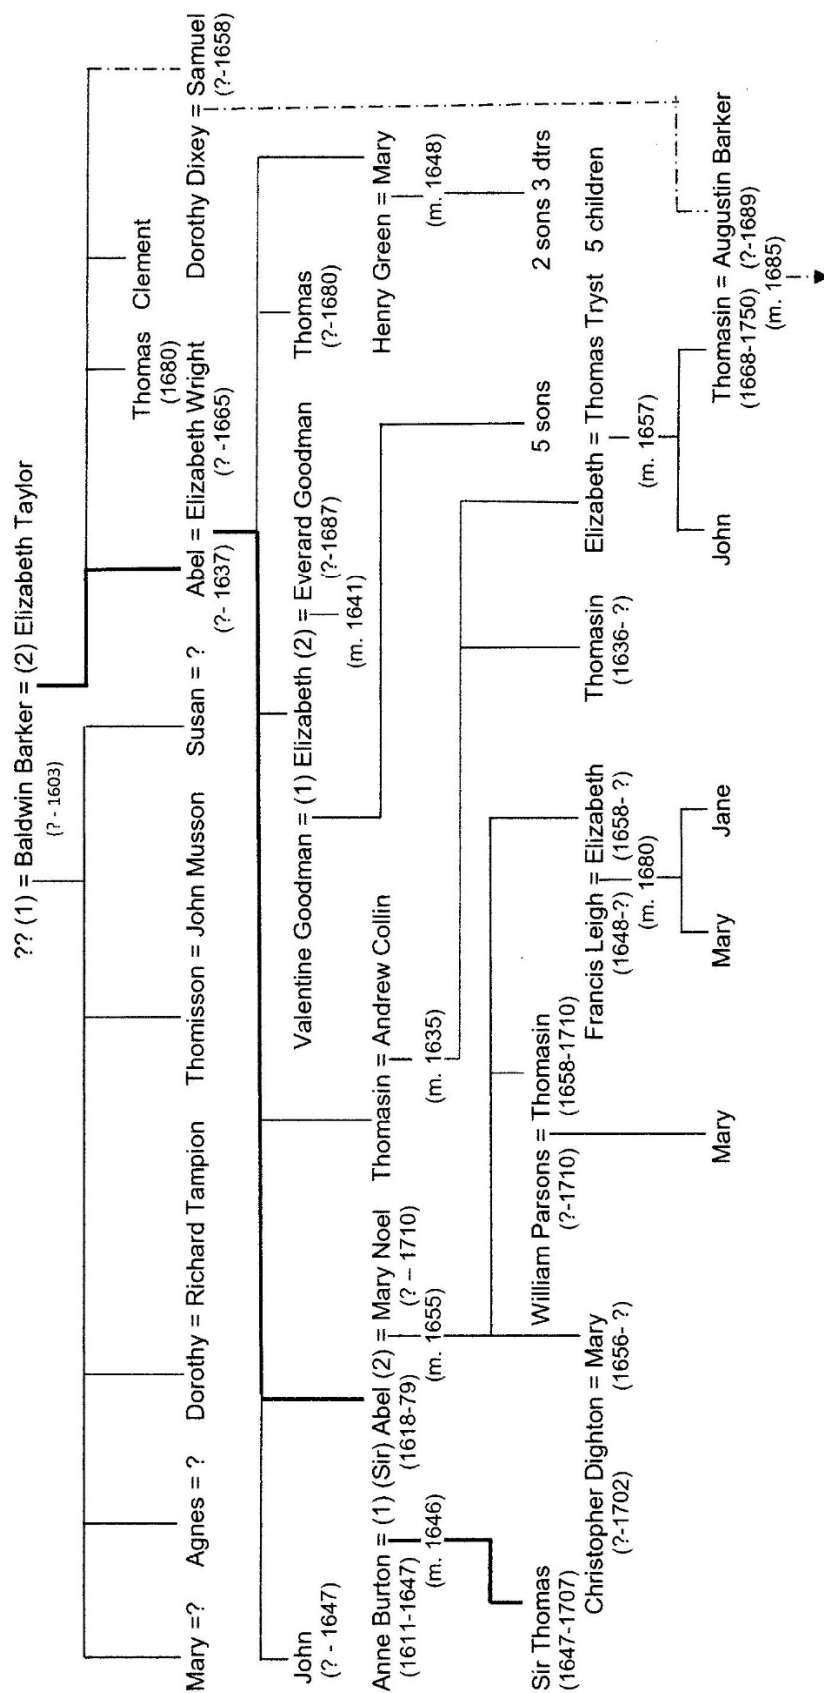 ?? (1) = Baldwin Barker = (2) Elizabeth Taylor
(? - 1603)
Thomas Clement
(1680)
Mary =? Agnes = ? Dorothy = Richard Tampion Thomisson = John Musson Susan = ? Abel = Elizabeth Wright Dorothy Dixey = Samuel
(?- 1637) (? -1665) (?-1658)
John Valentine Goodman = (1) Elizabeth (2) = Everard Goodman Thomas
(? - 1647) (?-1687) (?-1680)
(m. 1641)
Anne Burton = (1) (Sir) Abel (2) = Mary Noel Thomasin = Andrew Collin Henry Green = Mary
(1611-1647) (1618-79) (? – 1710)
(m. 1646) (m. 1655) (m. 1635) (m. 1648)
Sir Thomas William Parsons = Thomasin 5 sons 2 sons 3 dtrs
(1647-1707) (?-1710) (1658-1710)
Christopher Dighton = Mary Francis Leigh = Elizabeth Thomasin Elizabeth = Thomas Tryst 5 children
(?-1702) (1656- ?) (1648-?) (1658- ?) (1636- ?)
(m. 1680) (m. 1657)
Mary Mary Jane John Thomasin = Augustin Barker
(1668-1750) (?-1689)
(m. 1685)